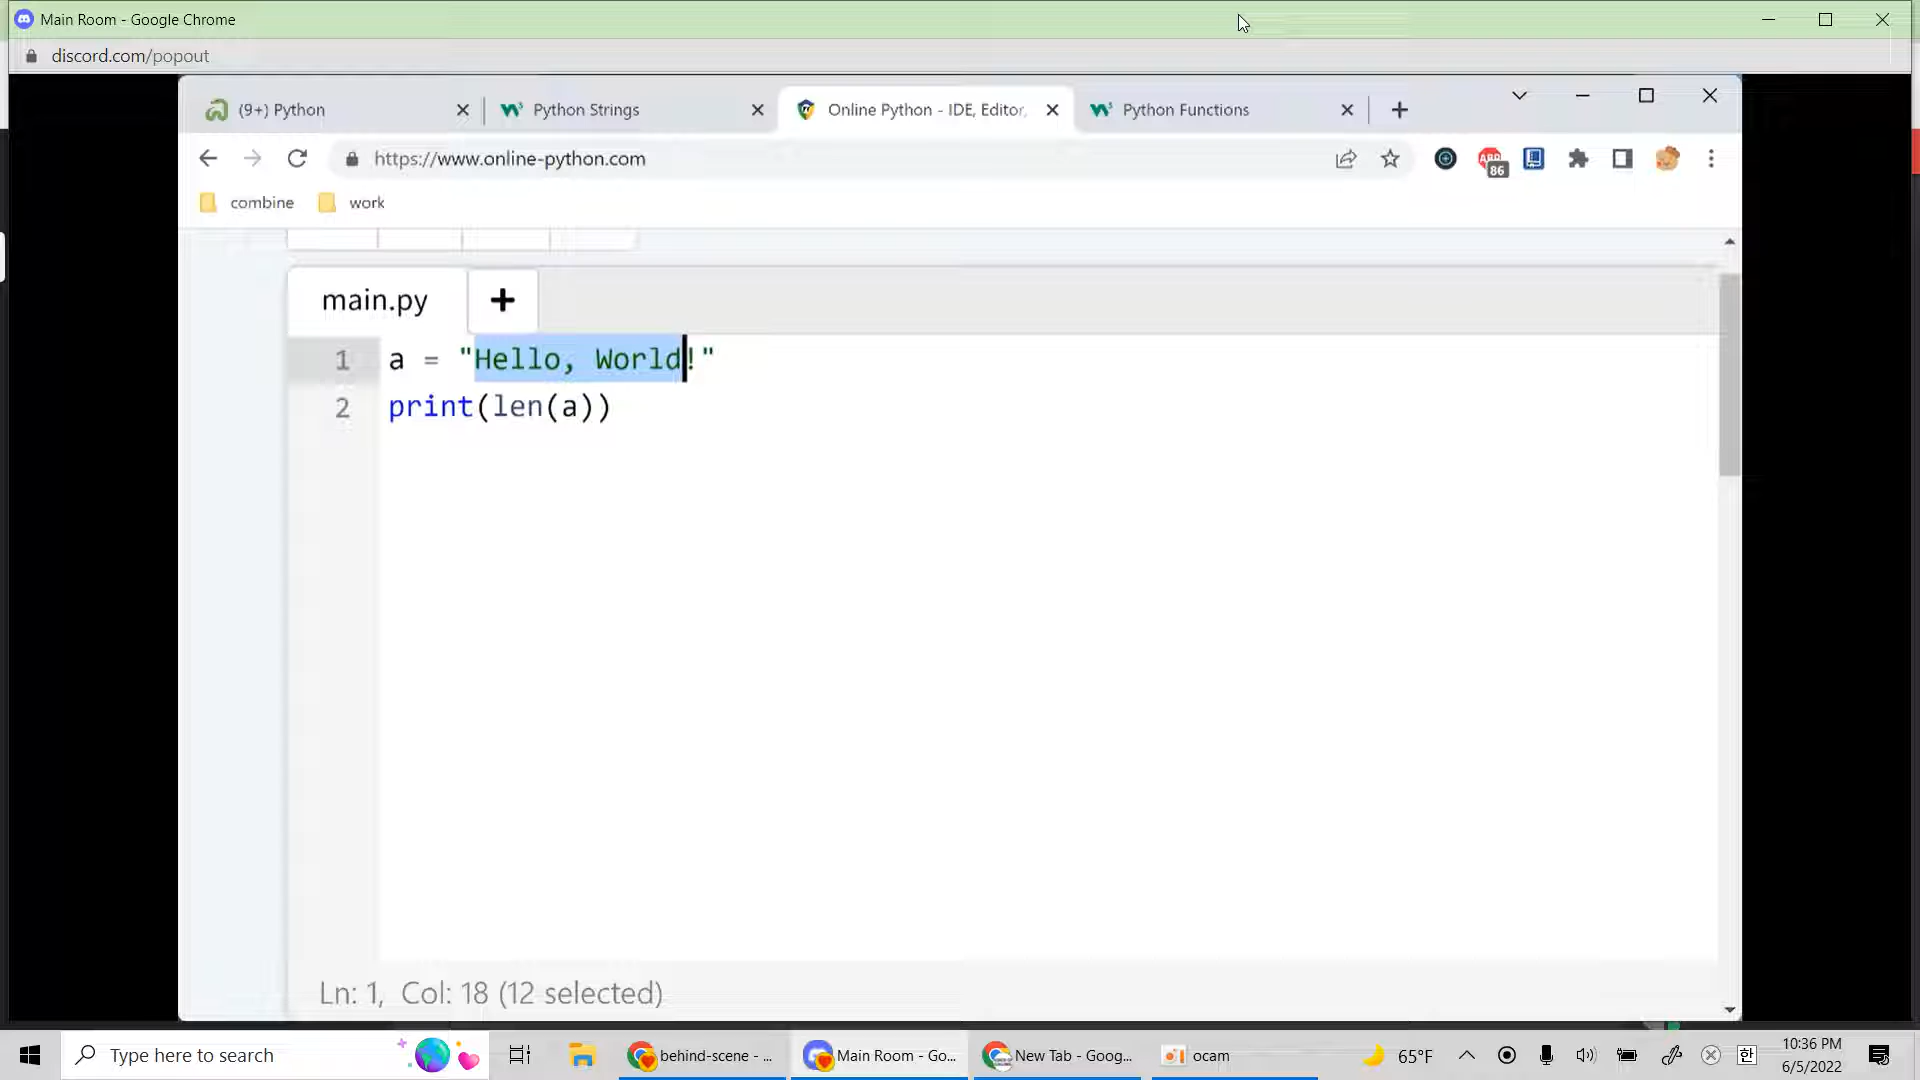 Main Room - Google Chrome
discord.com/popout
(9+) Python
Python Strings
Online Python - IDE, Editor,
Python Functions
https://www.online-python.com
86
combine
work
main.py
1 a = "Hello, World!"
2 print(len(a))
Ln: 1, Col: 18 (12 selected)
Type here to search
behind-scene - ...
Main Room - Go...
New Tab - Goog...
ocam
65°F
한
10:36 PM
6/5/2022